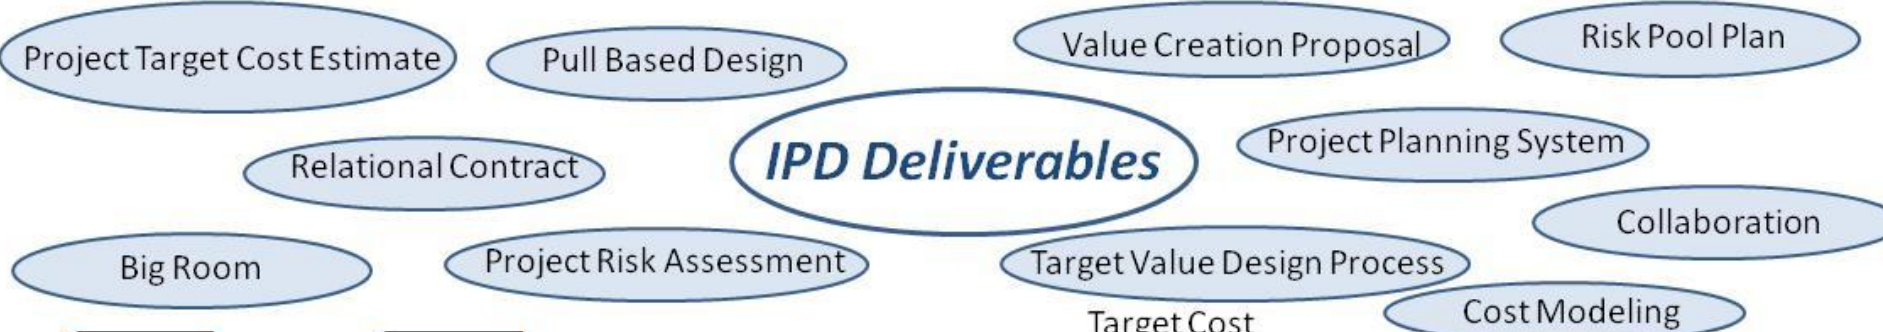 Project Target Cost Estimate
Pull Based Design
Value Creation Proposal
Risk Pool Plan
IPD Deliverables
Project Planning System
Relational Contract
Collaboration
Big Room
Project Risk Assessment
Target Value Design Process
Cost Modeling
Target Cost